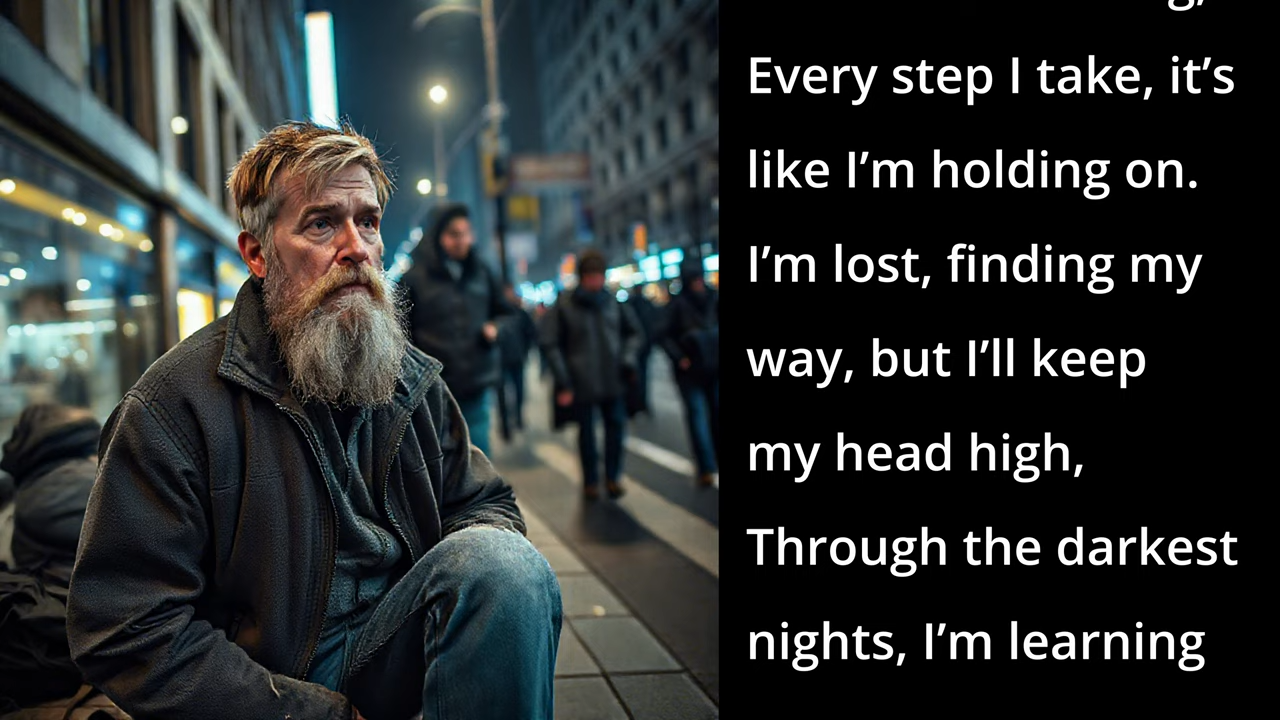 Every step I take, it’s
like I’m holding on.
I’m lost, finding my
way, but I’ll keep
my head high,
Through the darkest
nights, I’m learning